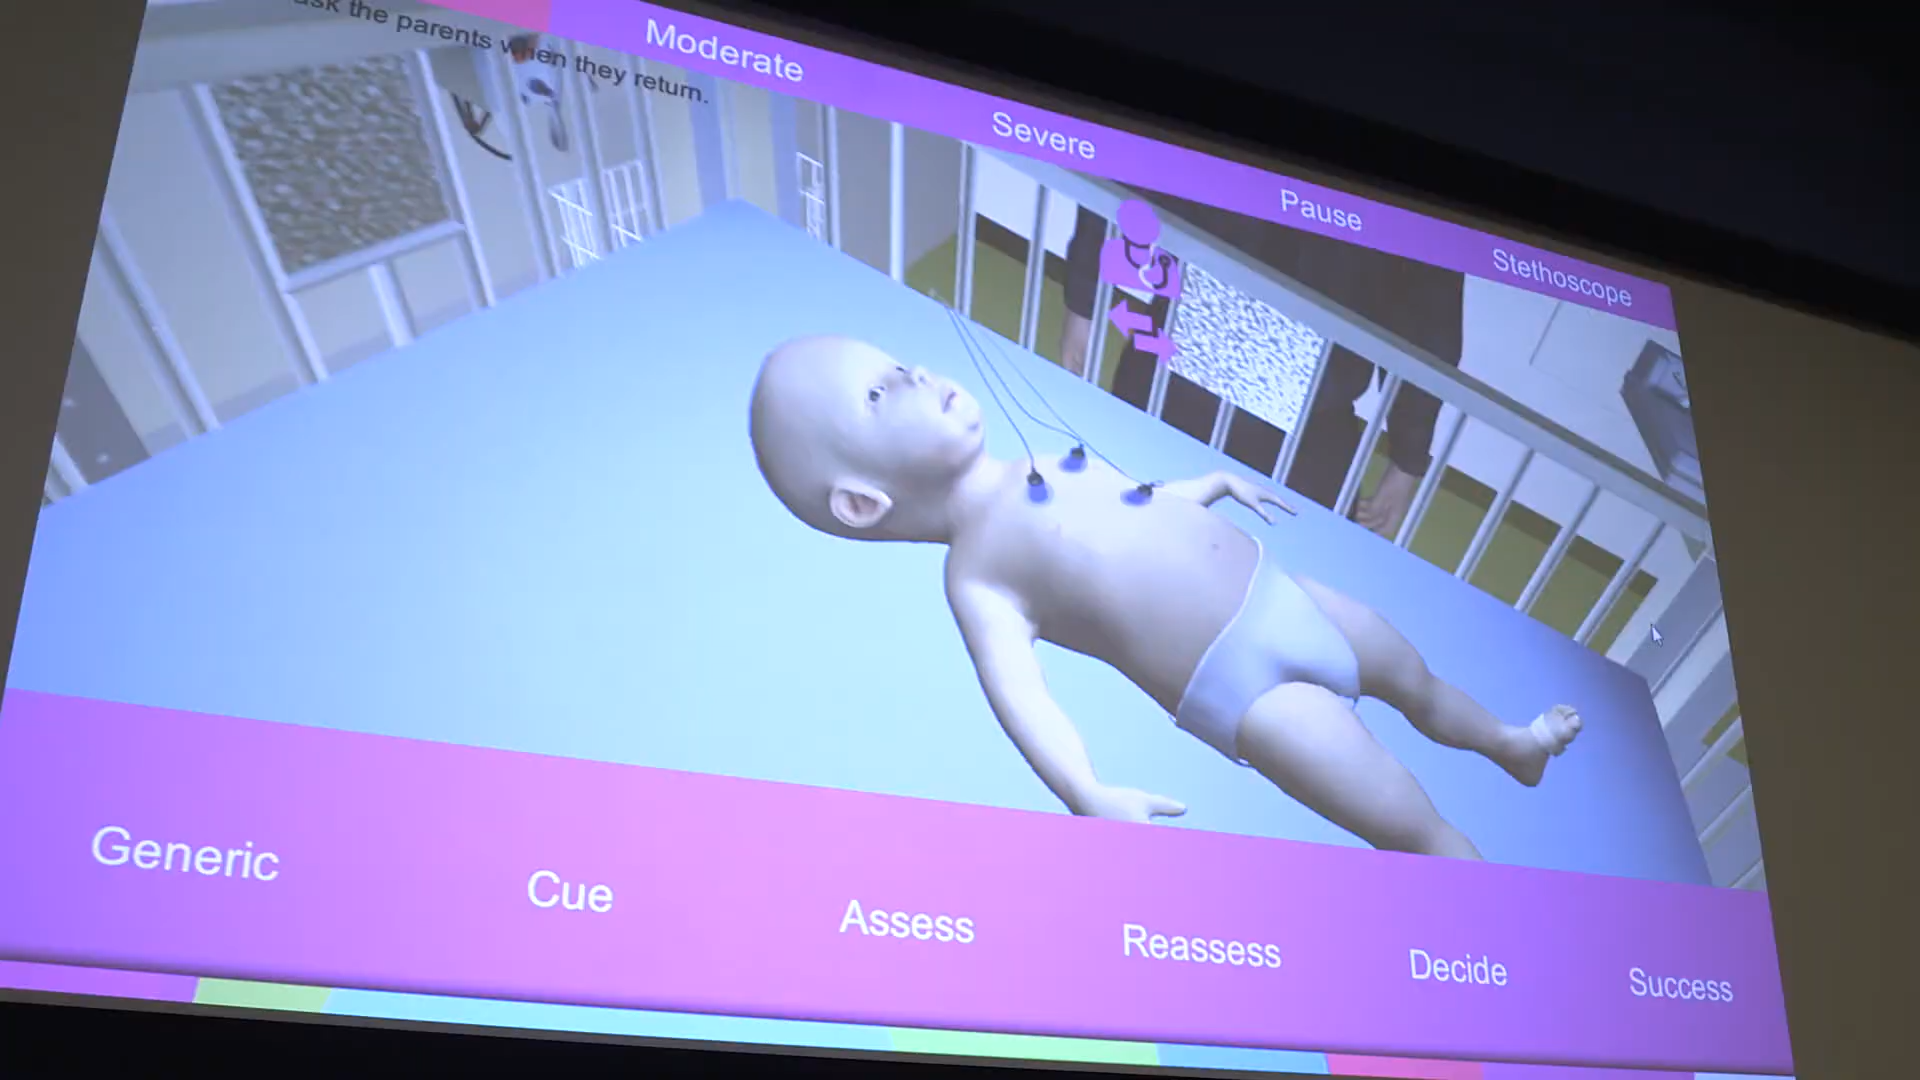 the parents when they return.
Moderate
Severe
Pause
Stethoscope
Generic
Cue
Assess
Reassess
Decide
Success